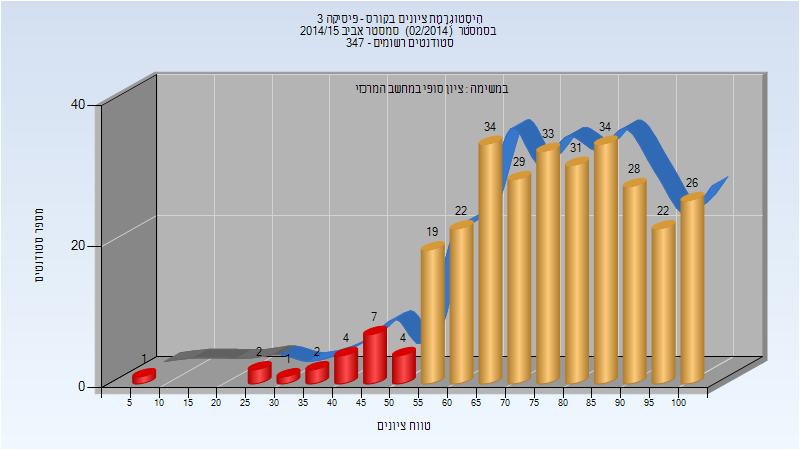 היסטוגרמת ציונים בקורס - פיסיקה 3
בסמסטר (02/2014) סמסטר אביב 2014/15
סטודנטים רשומים - 347
במשימה : ציון סופי במחשב המרכזי
מספר סטודנטים
40
20
0
1
2
1
2
4
7
4
19
22
34
29
33
31
34
28
22
26
5 10 15 20 25 30 35 40 45 50 55 60 65 70 75 80 85 90 95 100
טווח ציונים